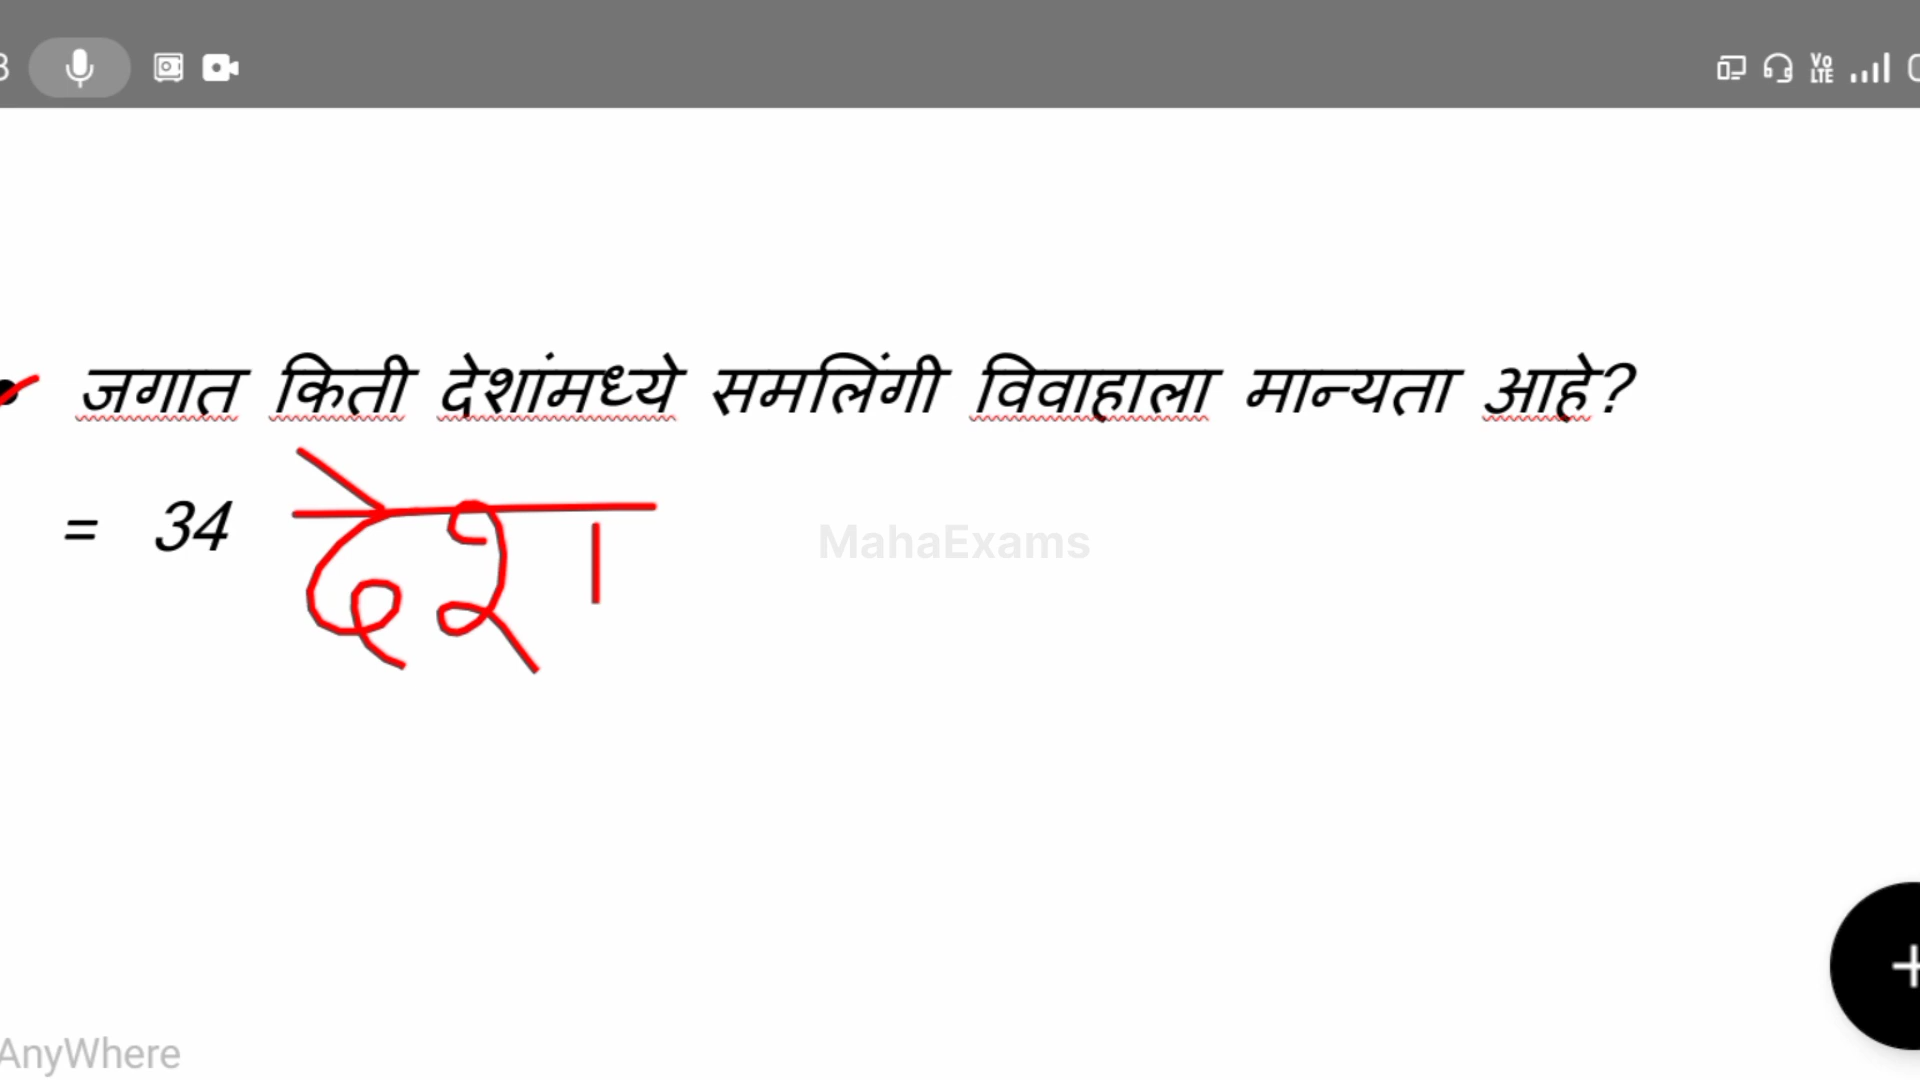 जगात किती देशांमध्ये समलिंगी विवाहाला मान्यता आहे?
= 34 देश
MahaExams
AnyWhere